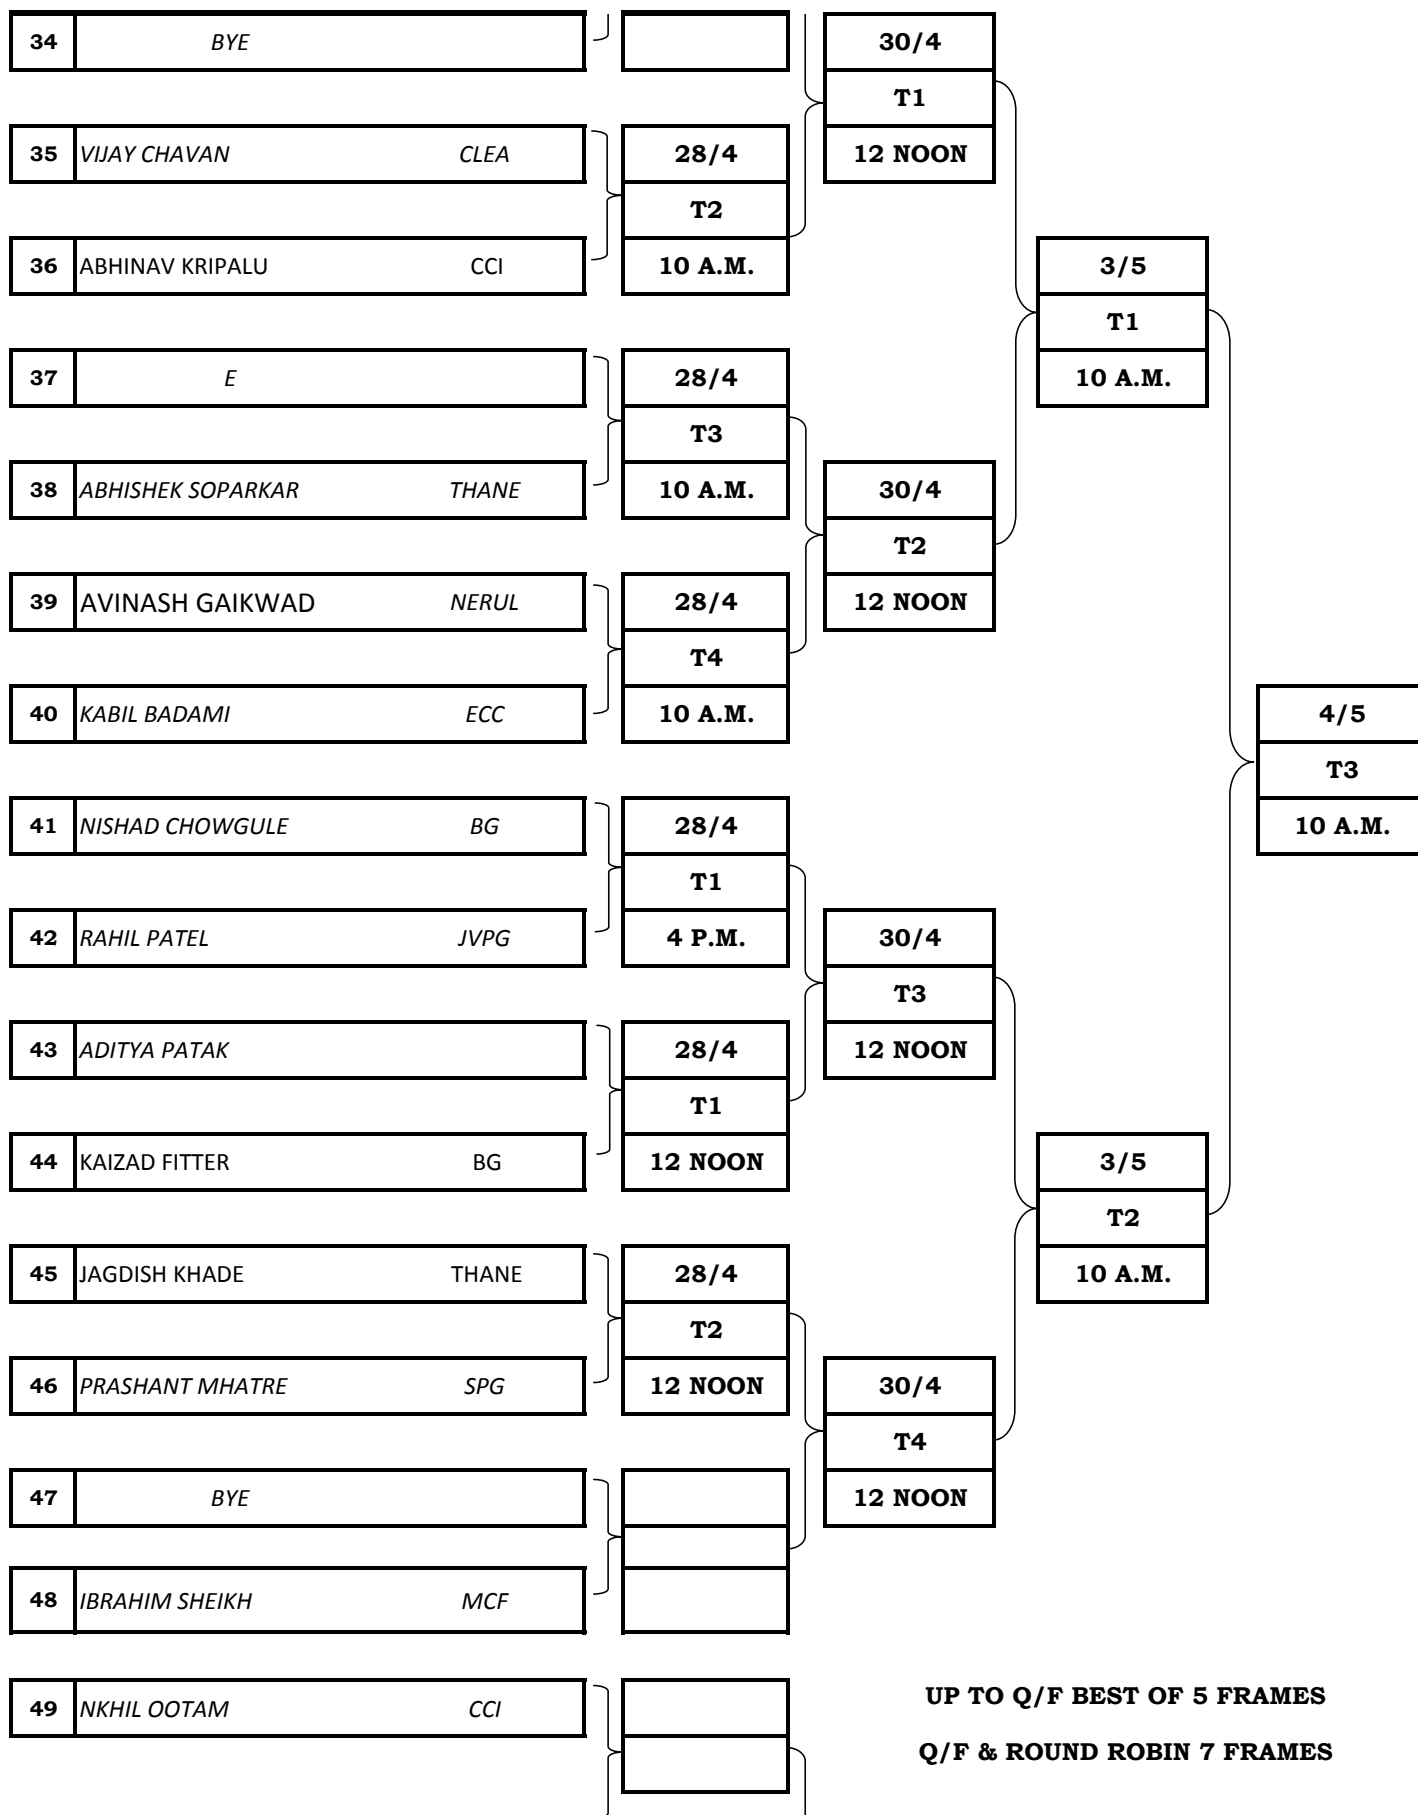 34 BYE 30/4
T1
35 VIJAY CHAVAN CLEA 28/4 12 NOON
T2
36 ABHINAV KRIPALU CCI 10 A.M. 3/5
T1
37 E 28/4 10 A.M.
T3
38 ABHISHEK SOPARKAR THANE 10 A.M. 30/4
T2
39 AVINASH GAIKWAD NERUL 28/4 12 NOON
T4
40 KABIL BADAMI ECC 10 A.M. 4/5
T3
41 NISHAD CHOWGULE BG 28/4 10 A.M.
T1
42 RAHIL PATEL JVPG 4 P.M. 30/4
T3
43 ADITYA PATAK 28/4 12 NOON
T1
44 KAIZAD FITTER BG 12 NOON 3/5
T2
45 JAGDISH KHADE THANE 28/4 10 A.M.
T2
46 PRASHANT MHATRE SPG 12 NOON 30/4
T4
47 BYE 12 NOON
48 IBRAHIM SHEIKH MCF
49 NKHIL OOTAM CCI UP TO Q/F BEST OF 5 FRAMES
Q/F & ROUND ROBIN 7 FRAMES